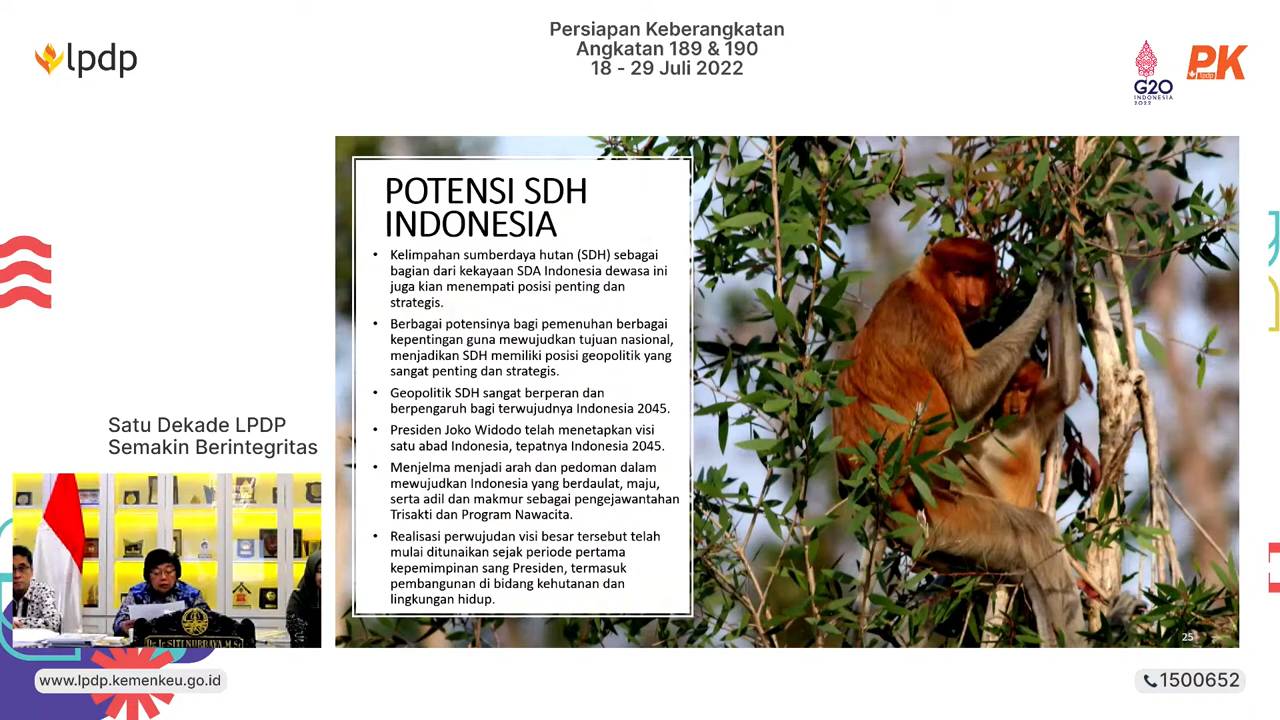 lpdp
Persiapan Keberangkatan
Angkatan 189 & 190
18 - 29 Juli 2022
G20
INDONESIA
2022
PK
lpdp
POTENSI SDH
INDONESIA
• Kelimpahan sumberdaya hutan (SDH) sebagai
bagian dari kekayaan SDA Indonesia dewasa ini
juga kian menempati posisi penting dan
strategis.
• Berbagai potensinya bagi pemenuhan berbagai
kepentingan guna mewujudkan tujuan nasional,
menjadikan SDH memiliki posisi geopolitik yang
sangat penting dan strategis.
• Geopolitik SDH sangat berperan dan
berpengaruh bagi terwujudnya Indonesia 2045.
• Presiden Joko Widodo telah menetapkan visi
satu abad Indonesia, tepatnya Indonesia 2045.
• Menjelma menjadi arah dan pedoman dalam
mewujudkan Indonesia yang berdaulat, maju,
serta adil dan makmur sebagai pengejawantahan
Trisakti dan Program Nawacita.
• Realisasi perwujudan visi besar tersebut telah
mulai ditunaikan sejak periode pertama
kepemimpinan sang Presiden, termasuk
pembangunan di bidang kehutanan dan
lingkungan hidup.
25
Satu Dekade LPDP
Semakin Berintegritas
Dr. Ir. SITI NURBAYA, M.Sc
www.lpdp.kemenkeu.go.id
1500652